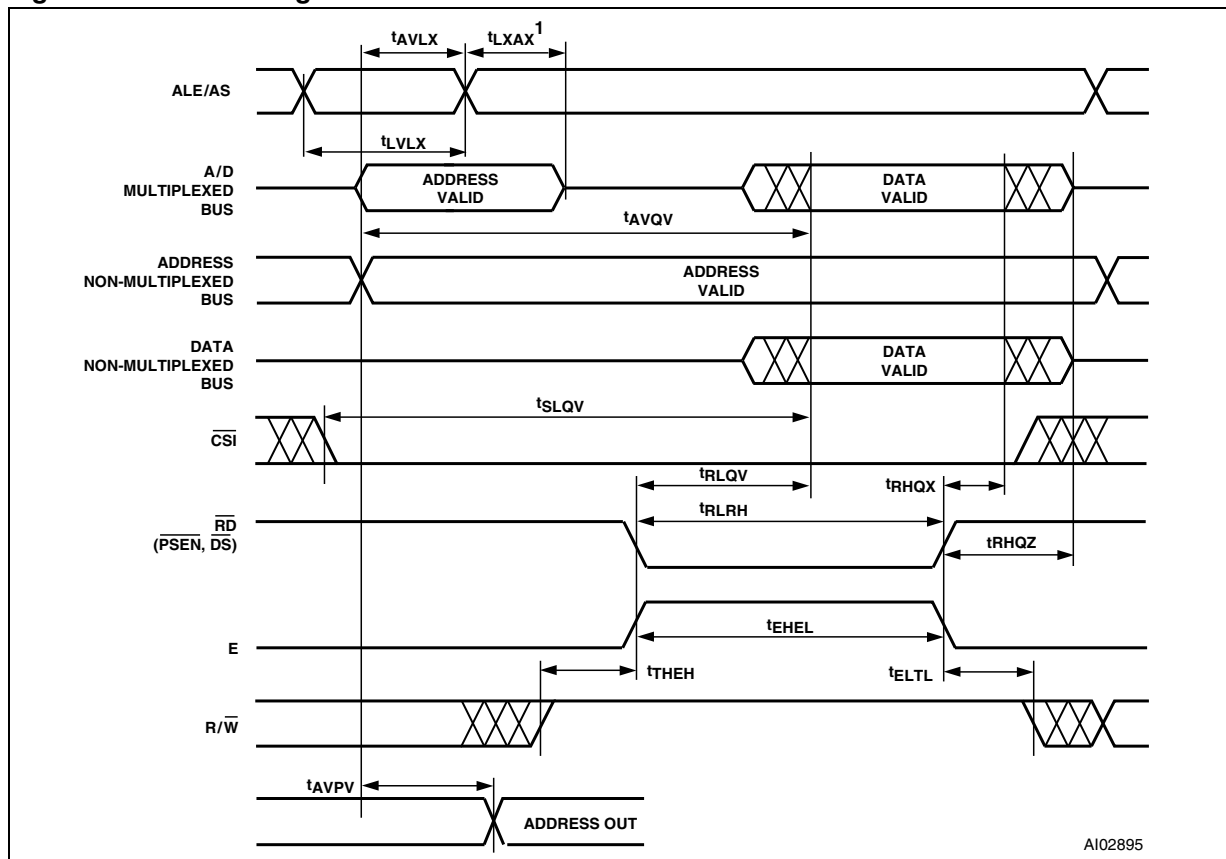 tAVLX
tLXAX1
ALE/AS
tLVLX
A/D
MULTIPLEXED
BUS
ADDRESS
VALID
DATA
VALID
tAVQV
ADDRESS
NON-MULTIPLEXED
BUS
ADDRESS
VALID
DATA
NON-MULTIPLEXED
BUS
DATA
VALID
tSLQV
CSI
tRLQV
tRHQX
tRLRH
RD
(PSEN, DS)
tRHQZ
tEHEL
E
tTHEH
tELTL
R/W
tAVPV
ADDRESS OUT
AI02895